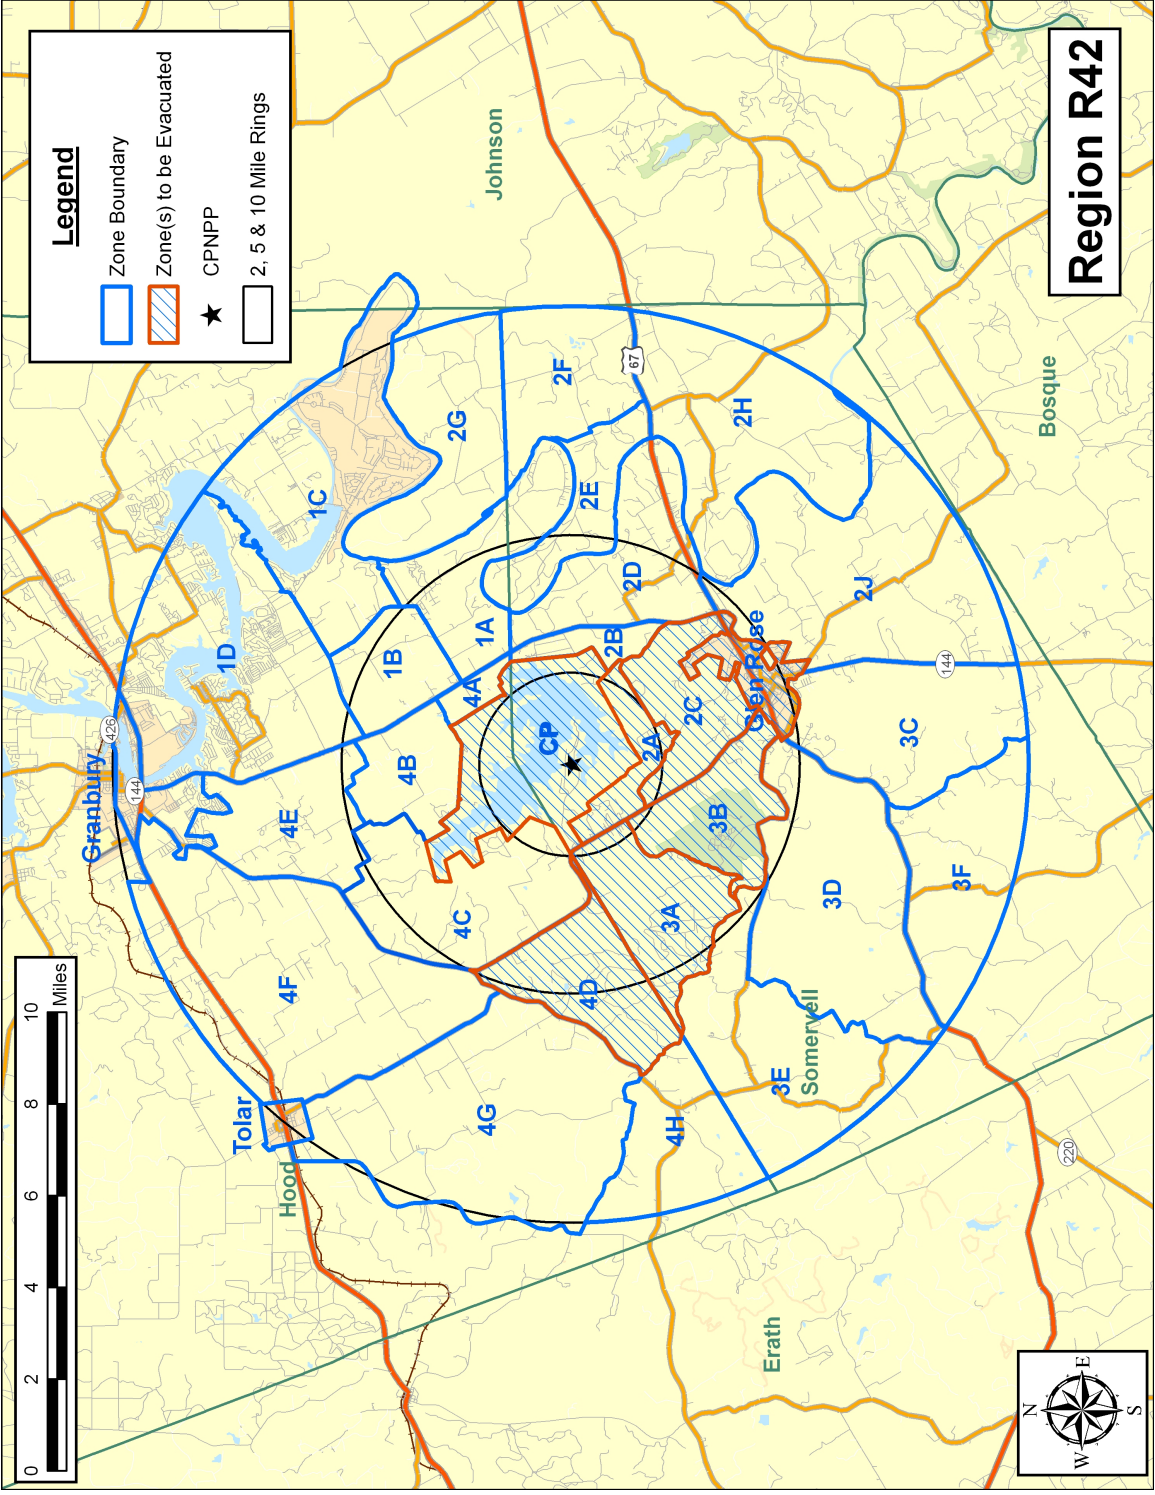 Legend
Zone Boundary
Zone(s) to be Evacuated
CPNPP
2, 5 & 10 Mile Rings
Region R42
0 2 4 6 8 10
Miles
N
W E
S
Granbury
Tolar
Glen Rose
Hood
Johnson
Bosque
Somervell
Erath
426
144
67
144
220
CP
1A
1B
1C
1D
2A
2B
2C
2D
2E
2F
2G
2H
2J
3A
3B
3C
3D
3E
3F
4A
4B
4C
4D
4E
4F
4G
4H